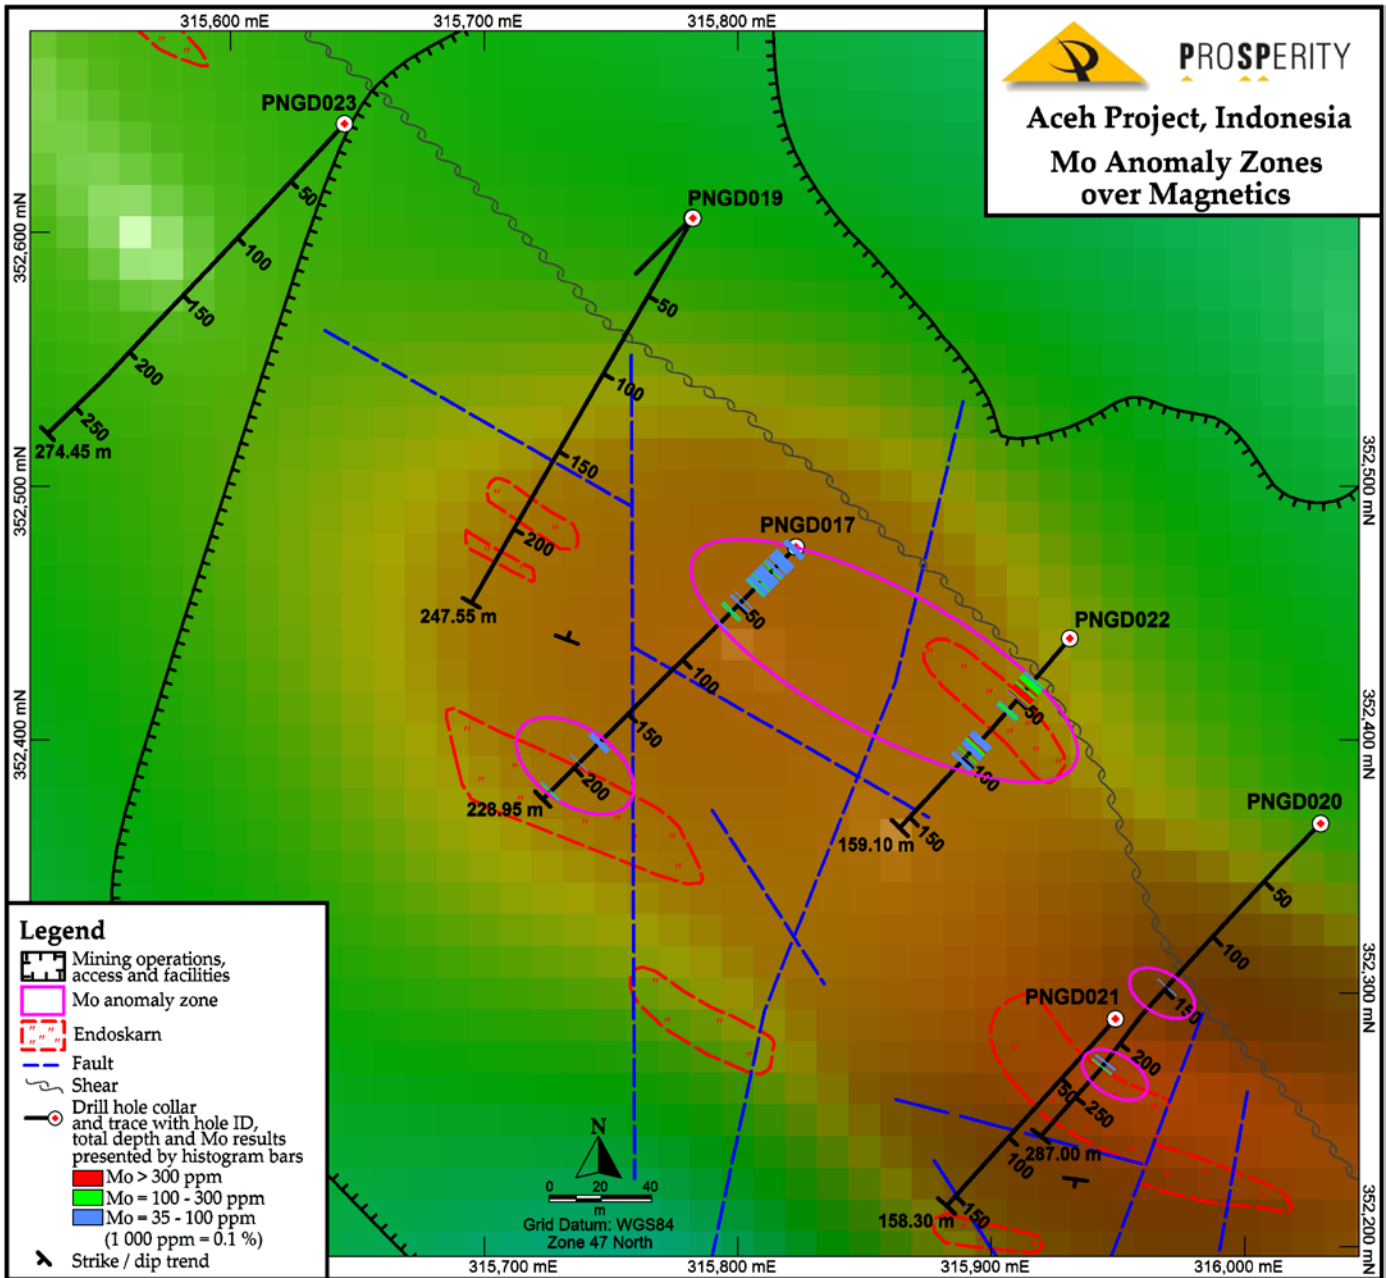 315,600 mE
315,700 mE
315,800 mE
PROSPERITY
Aceh Project, Indonesia
Mo Anomaly Zones
over Magnetics
352,600 mN
352,500 mN
352,400 mN
352,500 mN
352,400 mN
352,300 mN
352,200 mN
PNGD023
50
100
150
200
250
274.45 m
PNGD019
50
100
150
200
247.55 m
PNGD017
50
100
150
200
228.95 m
PNGD022
50
100
150
159.10 m
PNGD020
50
100
150
200
250
287.00 m
PNGD021
50
100
150
158.30 m
Legend
Mining operations,
access and facilities
Mo anomaly zone
Endoskarn
Fault
Shear
Drill hole collar
and trace with hole ID,
total depth and Mo results
presented by histogram bars
Mo > 300 ppm
Mo = 100 - 300 ppm
Mo = 35 - 100 ppm
(1 000 ppm = 0.1 %)
Strike / dip trend
N
0 20 40
m
Grid Datum: WGS84
Zone 47 North
315,700 mE
315,800 mE
315,900 mE
316,000 mE